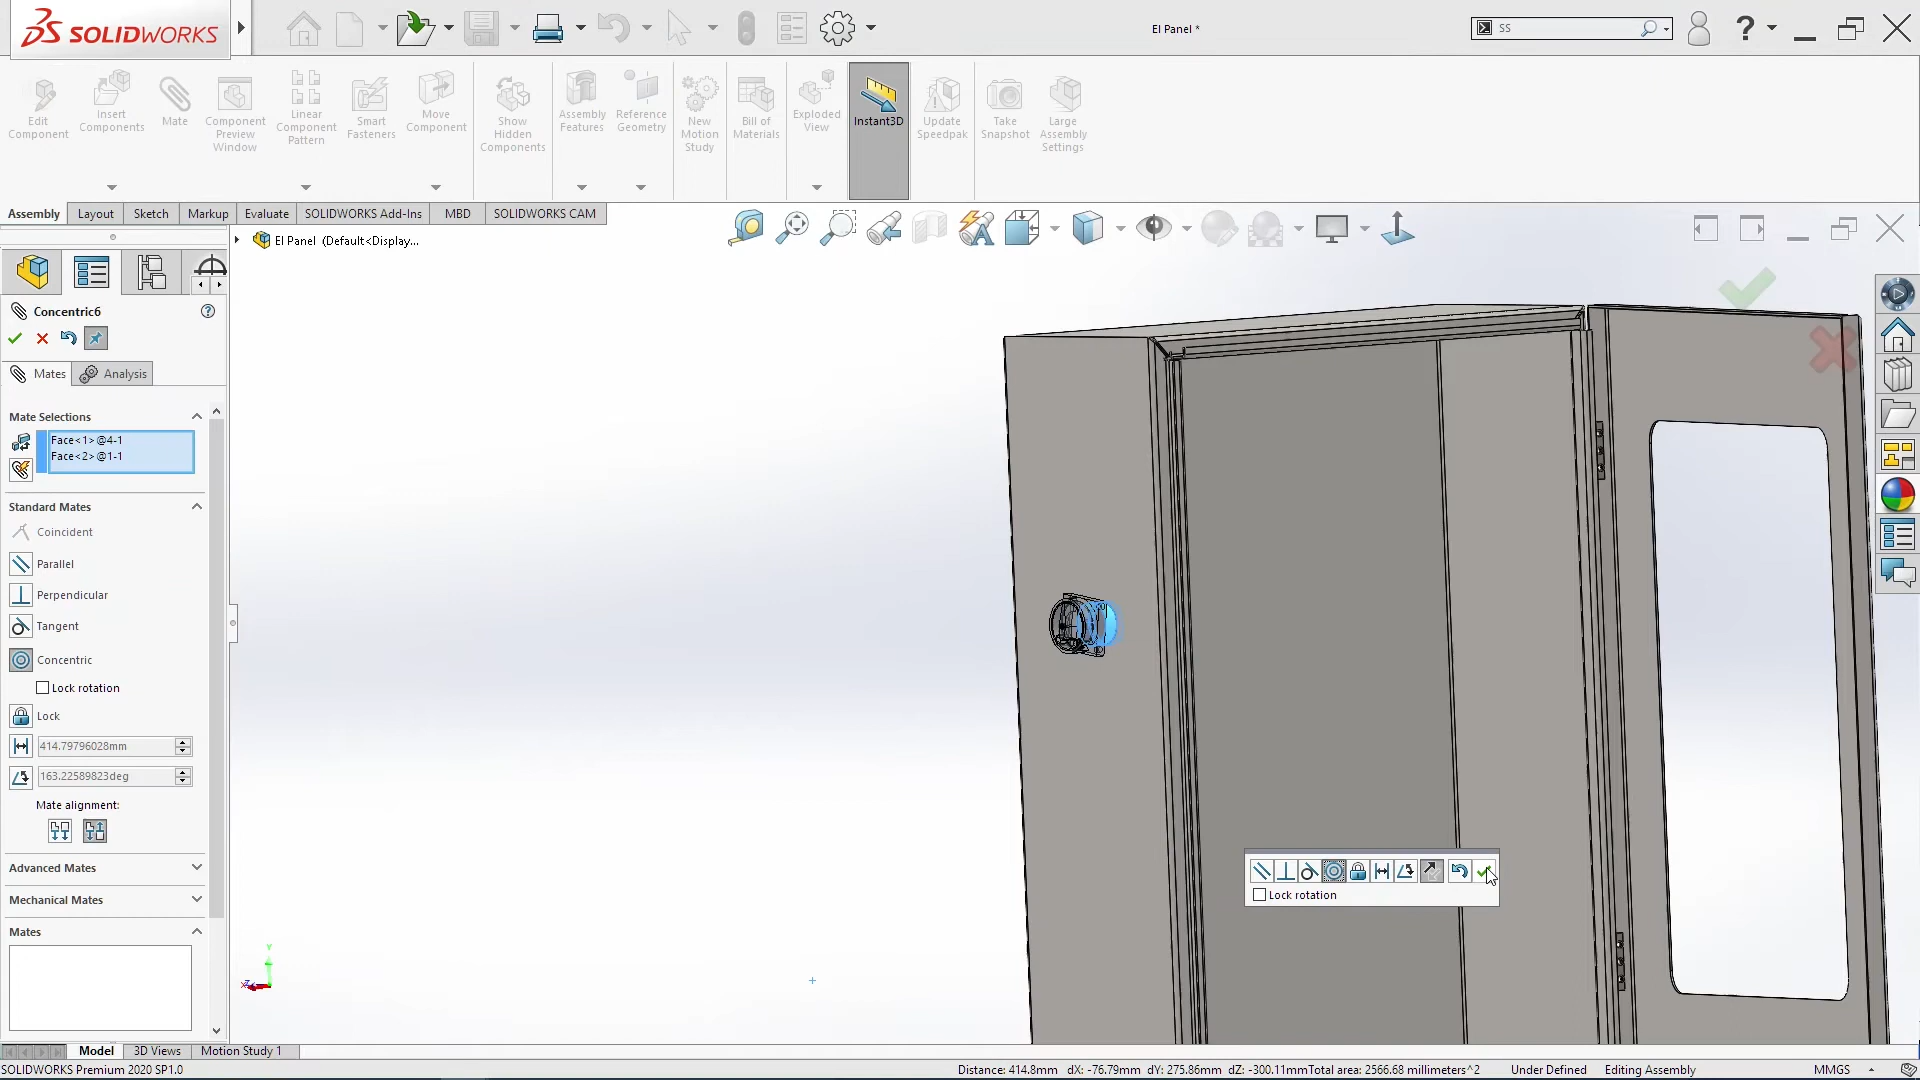 SOLIDWORKS
El Panel *
SS
Edit Component
Insert Components
Mate
Component Preview Window
Linear Component Pattern
Smart Fasteners
Move Component
Show Hidden Components
Assembly Features
Reference Geometry
New Motion Study
Bill of Materials
Exploded View
Instant3D
Update Speedpak
Take Snapshot
Large Assembly Settings
Assembly
Layout
Sketch
Markup
Evaluate
SOLIDWORKS Add-Ins
MBD
SOLIDWORKS CAM
El Panel (Default<Display...
Concentric6
Mates
Analysis
Mate Selections
Face<1>@4-1
Face<2>@1-1
Standard Mates
Coincident
Parallel
Perpendicular
Tangent
Concentric
Lock rotation
Lock
414.79796028mm
163.22589823deg
Mate alignment:
Advanced Mates
Mechanical Mates
Mates
Lock rotation
Y
Model
3D Views
Motion Study 1
SOLIDWORKS Premium 2020 SP1.0
Distance: 414.8mm dX: -76.79mm dY: 275.86mm dZ: -300.11mmTotal area: 2566.68 millimeters^2
Under Defined
Editing Assembly
MMGS